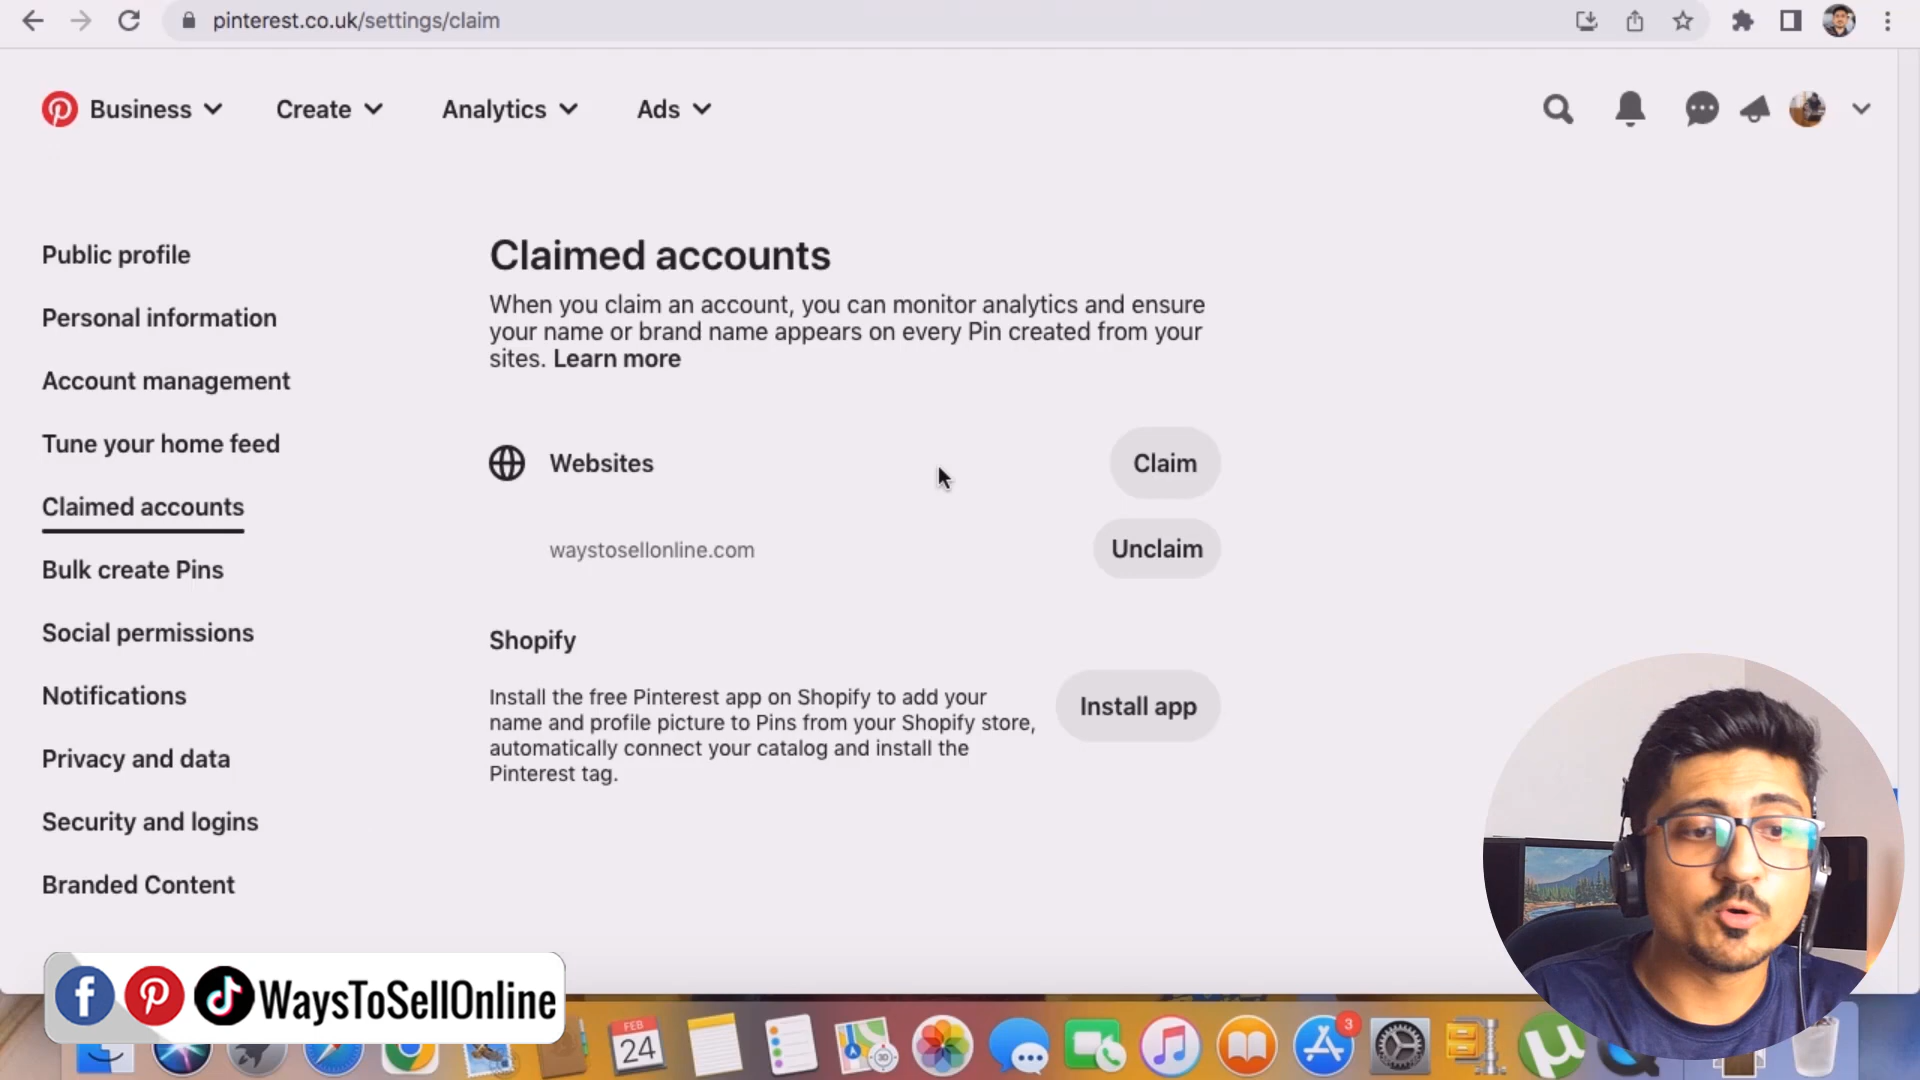 pinterest.co.uk/settings/claim
Business
Create
Analytics
Ads
Public profile
Personal information
Account management
Tune your home feed
Claimed accounts
Bulk create Pins
Social permissions
Notifications
Privacy and data
Security and logins
Branded Content
Claimed accounts
When you claim an account, you can monitor analytics and ensure
your name or brand name appears on every Pin created from your
sites. Learn more
Websites
Claim
waystosellonline.com
Unclaim
Shopify
Install the free Pinterest app on Shopify to add your
name and profile picture to Pins from your Shopify store,
automatically connect your catalog and install the
Pinterest tag.
Install app
WaysToSellOnline
FEB
24
3D
3